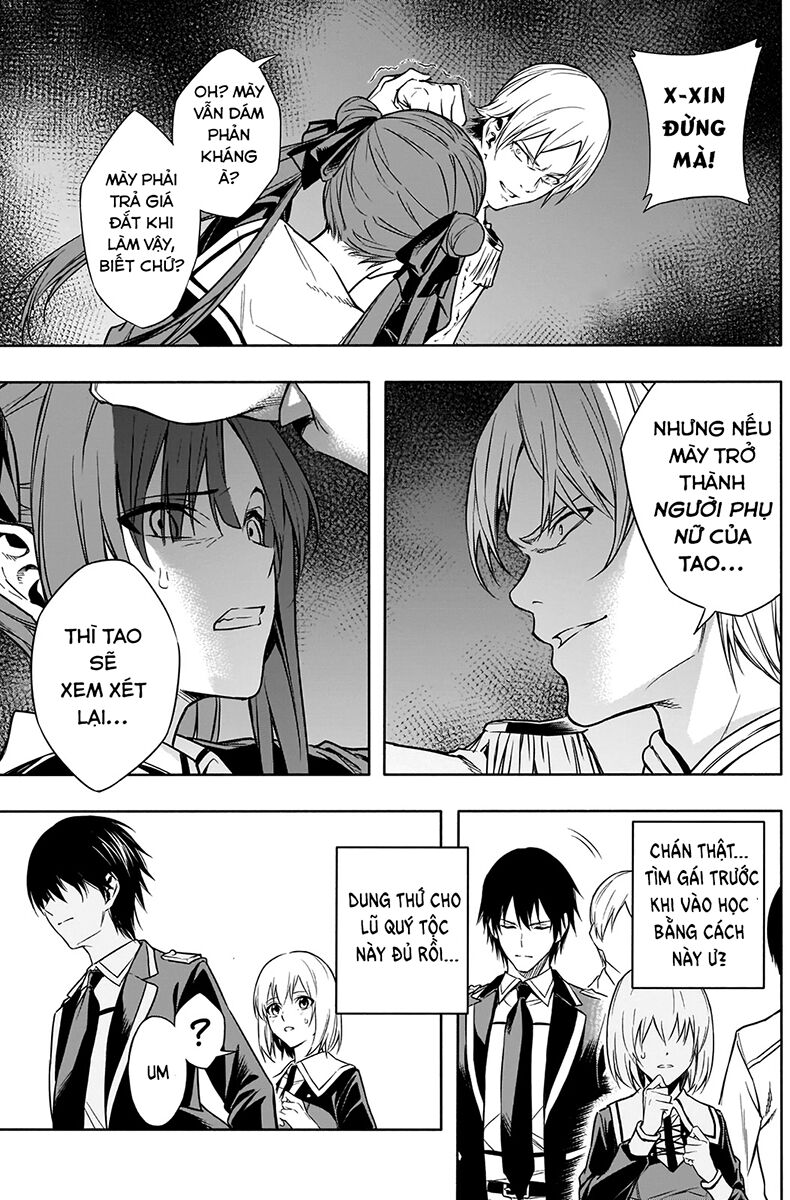 X-XIN
ĐỪNG
MÀ!
OH? MÀY
VẪN DÁM
PHẢN
KHÁNG
À?
MÀY PHẢI
TRẢ GIÁ
ĐẮT KHI
LÀM VẬY,
BIẾT CHỨ?
NHƯNG NẾU
MÀY TRỞ
THÀNH
NGƯỜI PHỤ
NỮ CỦA
TAO...
THÌ TAO
SẼ
XEM XÉT
LẠI...
CHÁN THẬT...
TÌM GÁI TRƯỚC
KHI VÀO HỌC
BẰNG CÁCH
NÀY Ư?
DUNG THỨ CHO
LŨ QUÝ TỘC
NÀY ĐỦ RỒI...
?
UM